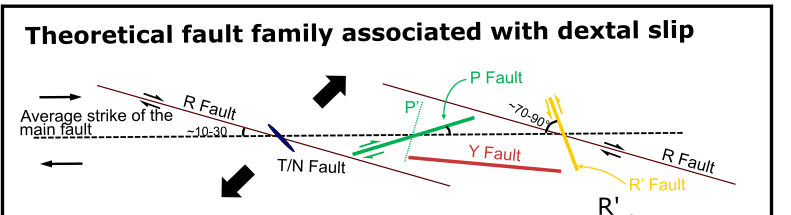 Theoretical fault family associated with dextal slip
P Fault
R Fault
P'
~70-90°
Average strike of the
main fault
~10-30
T/N Fault
Y Fault
R Fault
R' Fault
R'